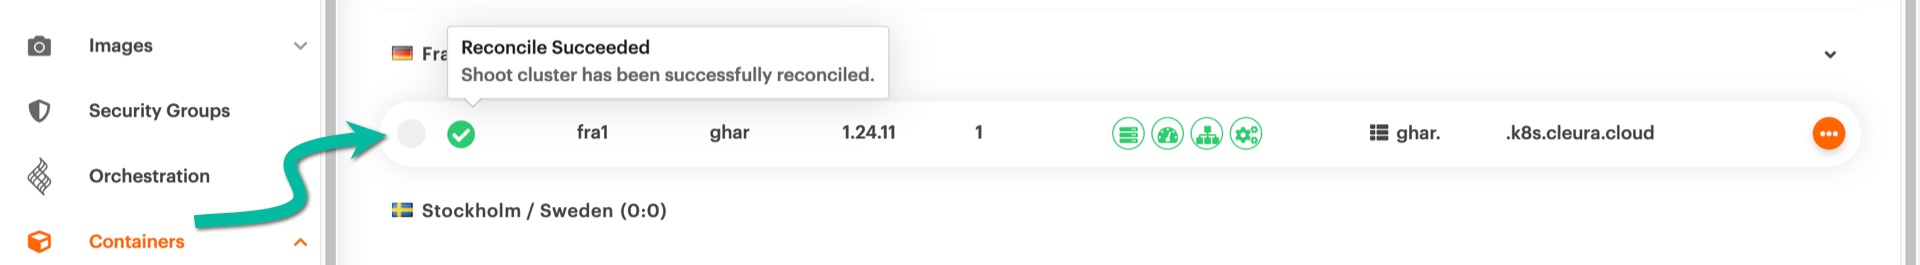 Images
Security Groups
Orchestration
Containers
Fra
Reconcile Succeeded
Shoot cluster has been successfully reconciled.
fra1 ghar 1.24.11 1 ghar. .k8s.cleura.cloud
Stockholm / Sweden (0:0)